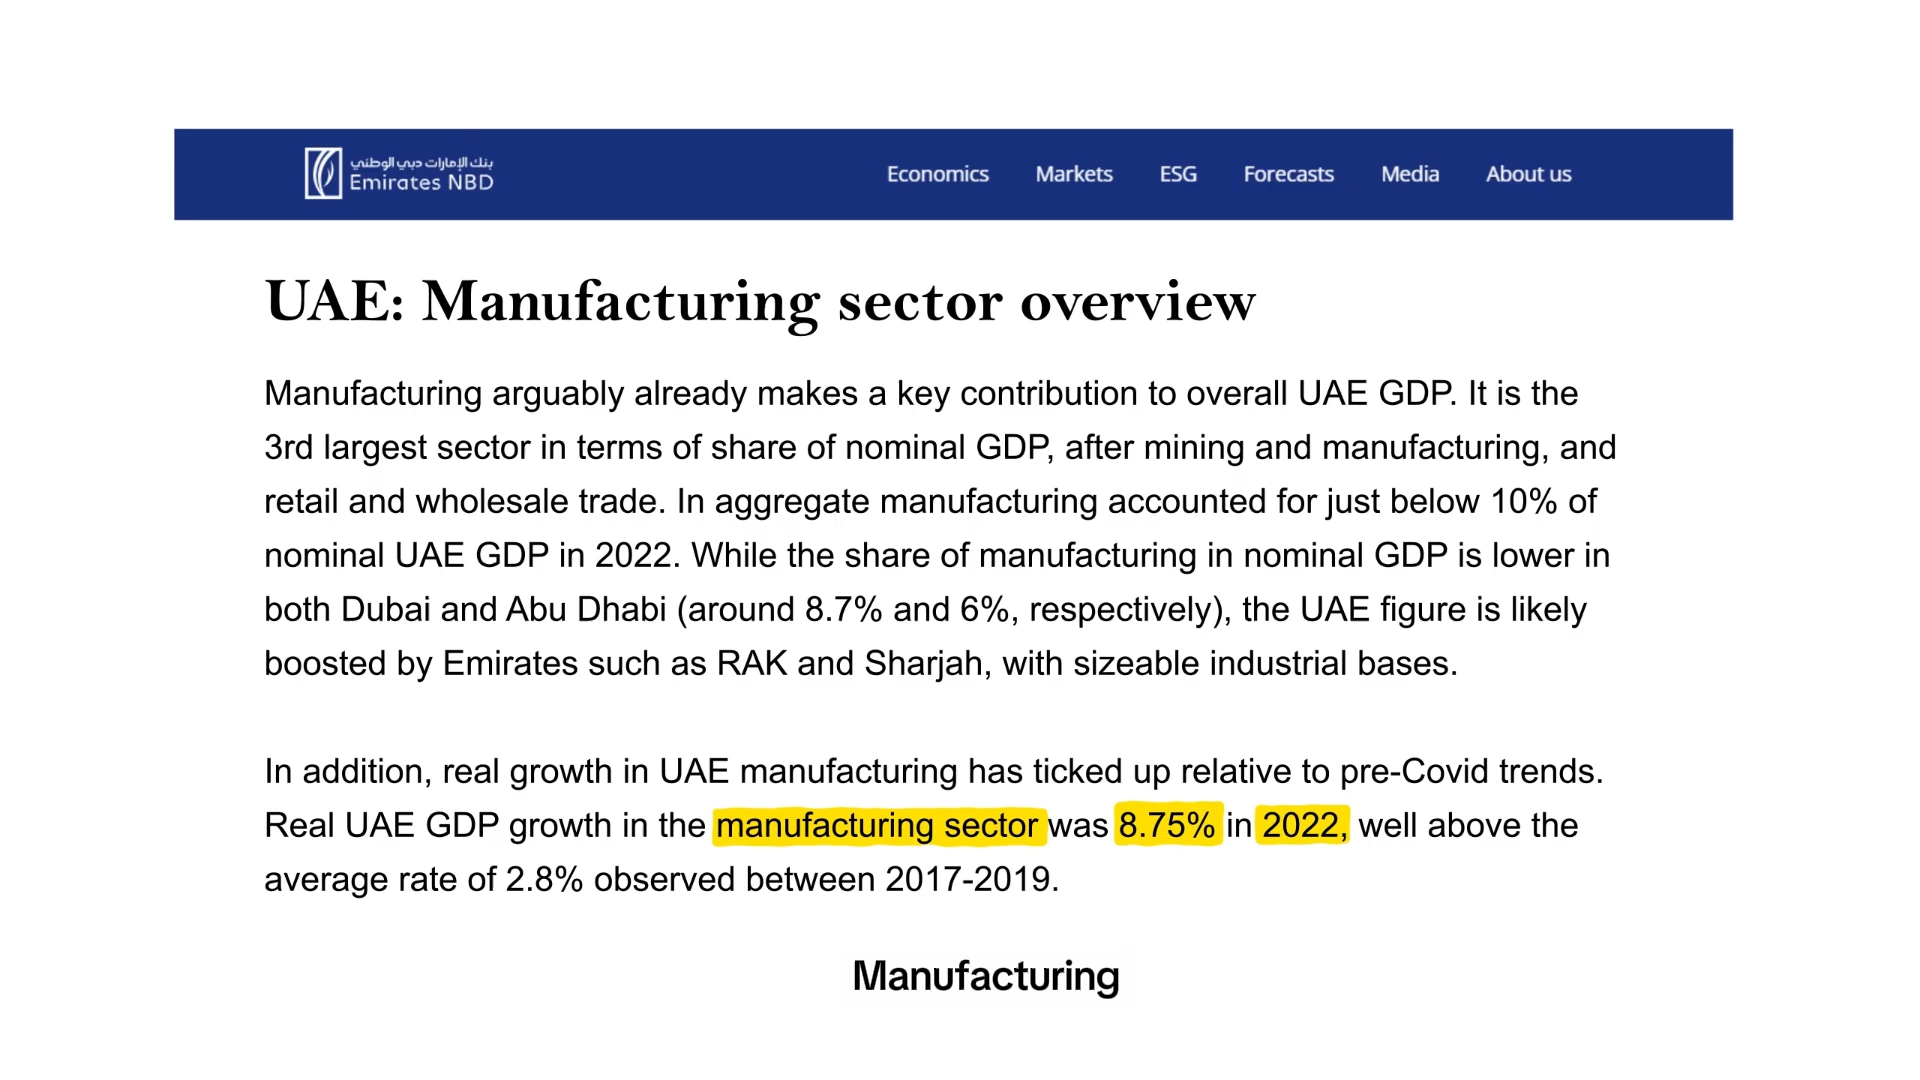 بنك الإمارات دبي الوطني
Emirates NBD
Economics Markets ESG Forecasts Media About us
UAE: Manufacturing sector overview
Manufacturing arguably already makes a key contribution to overall UAE GDP. It is the
3rd largest sector in terms of share of nominal GDP, after mining and manufacturing, and
retail and wholesale trade. In aggregate manufacturing accounted for just below 10% of
nominal UAE GDP in 2022. While the share of manufacturing in nominal GDP is lower in
both Dubai and Abu Dhabi (around 8.7% and 6%, respectively), the UAE figure is likely
boosted by Emirates such as RAK and Sharjah, with sizeable industrial bases.
In addition, real growth in UAE manufacturing has ticked up relative to pre-Covid trends.
Real UAE GDP growth in the manufacturing sector was 8.75% in 2022, well above the
average rate of 2.8% observed between 2017-2019.
Manufacturing